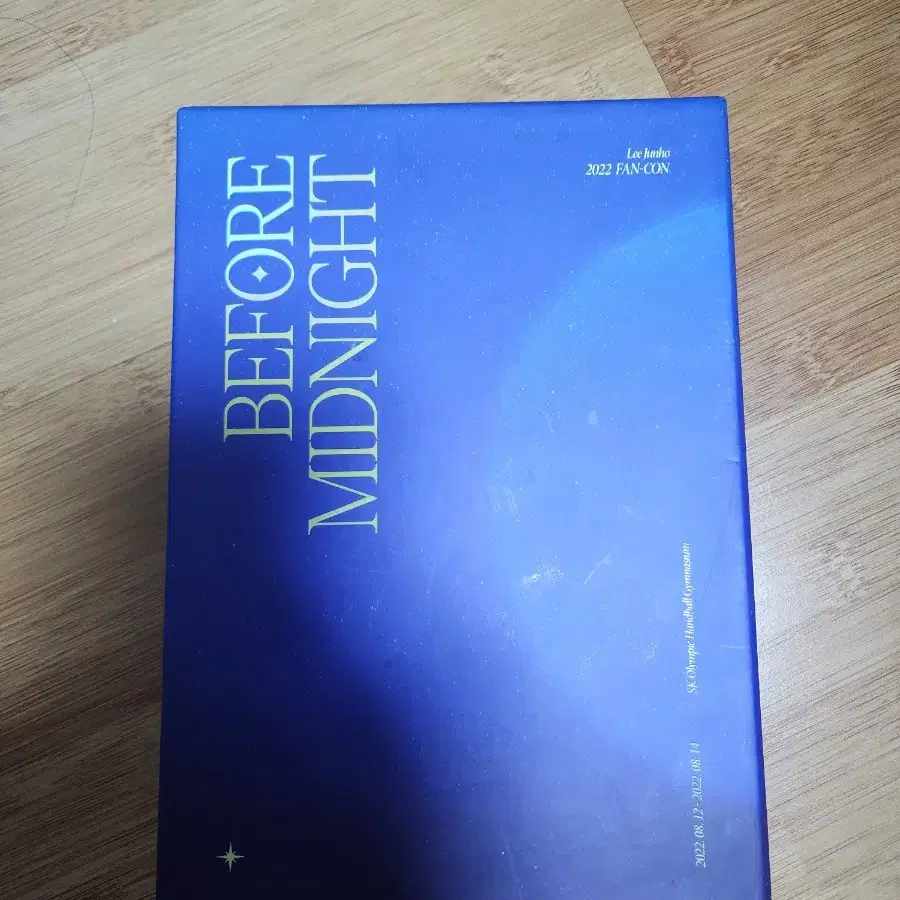 BEFORE
MIDNIGHT
Lee Junho
2022 FAN-CON
SK Olympic Handball Gymnasium
2022. 08. 12 - 2022. 08. 14